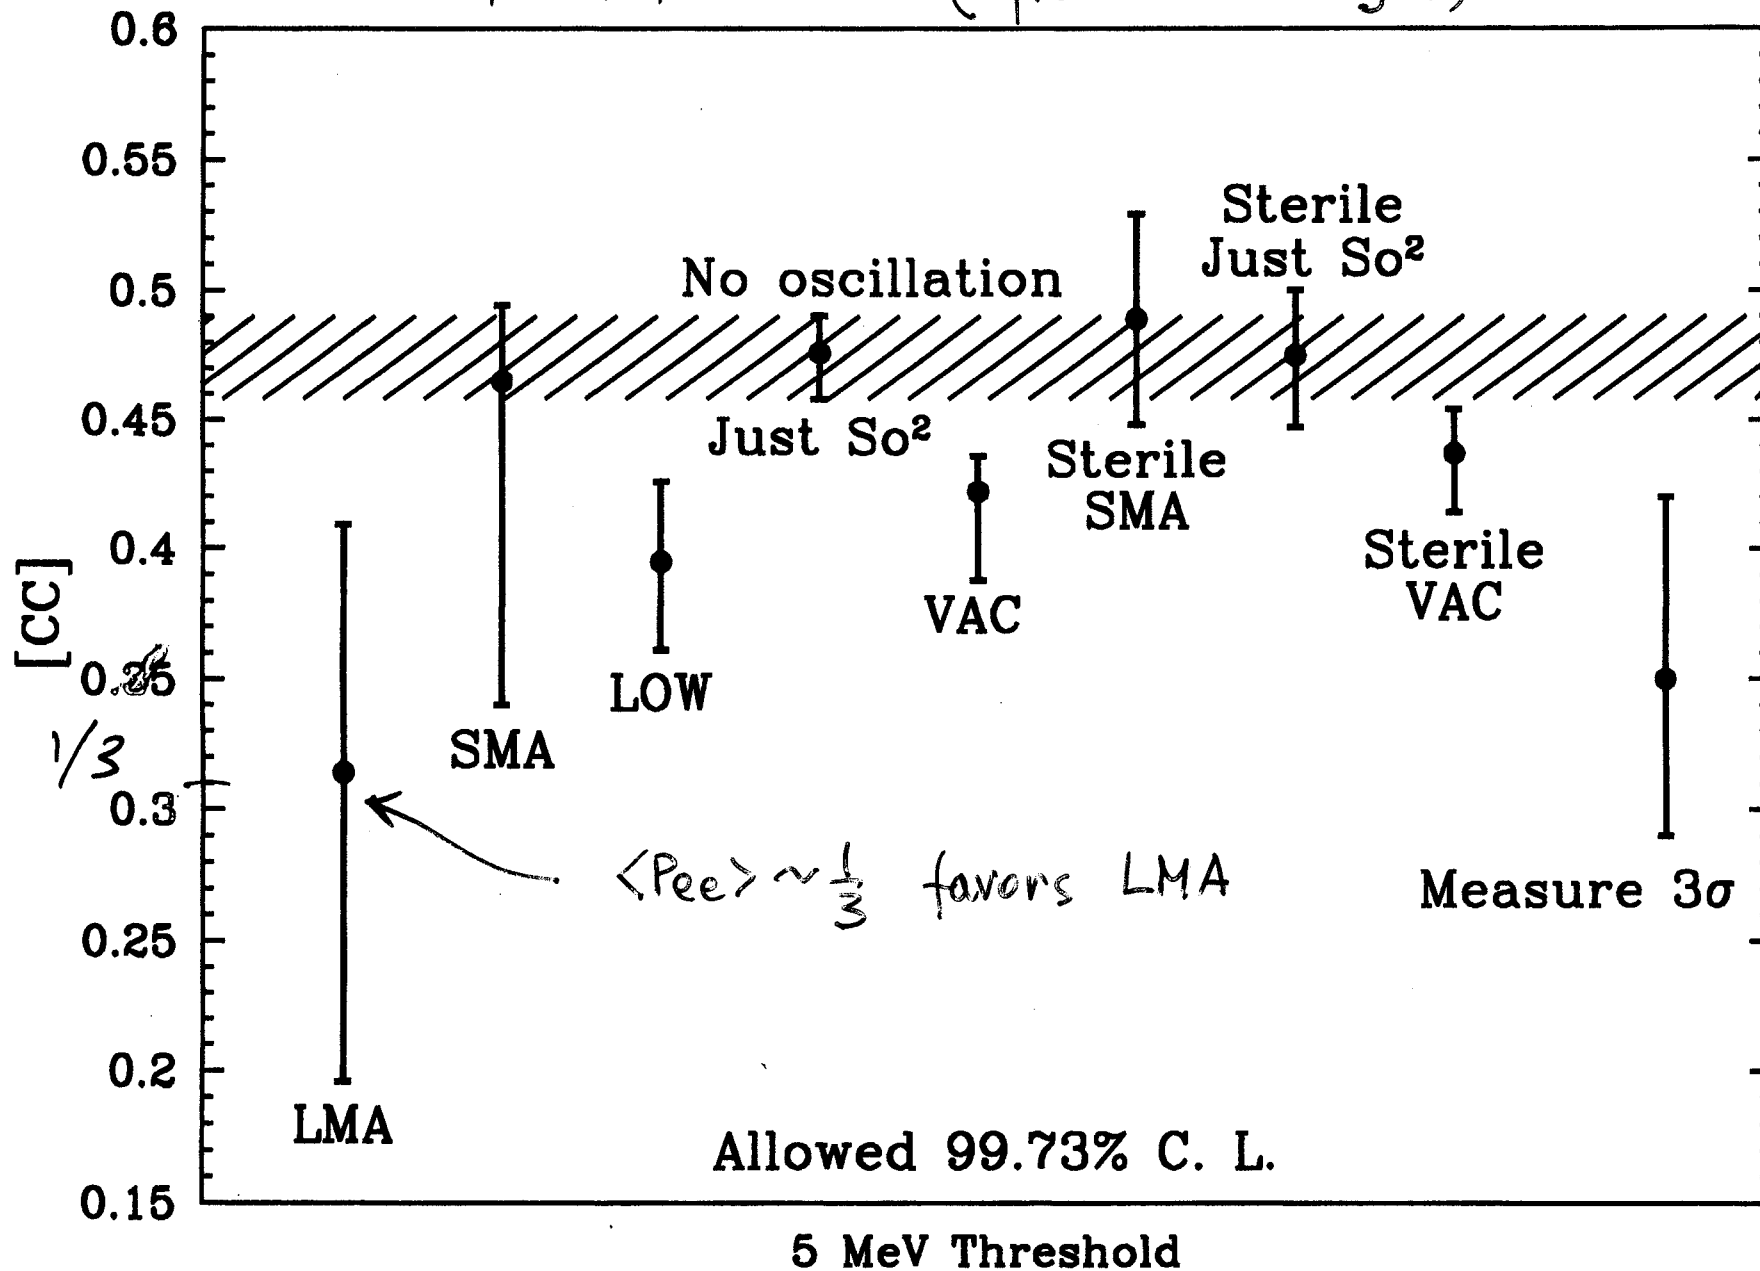 0.6
0.55
0.5
0.45
0.4
0.35
0.3
0.25
0.2
0.15
[CC]
1/3
No oscillation
Sterile
Just So²
Just So²
Sterile
SMA
VAC
Sterile
VAC
LOW
SMA
<Pee> ~ 1/3 favors LMA
Measure 3σ
LMA
Allowed 99.73% C. L.
5 MeV Threshold